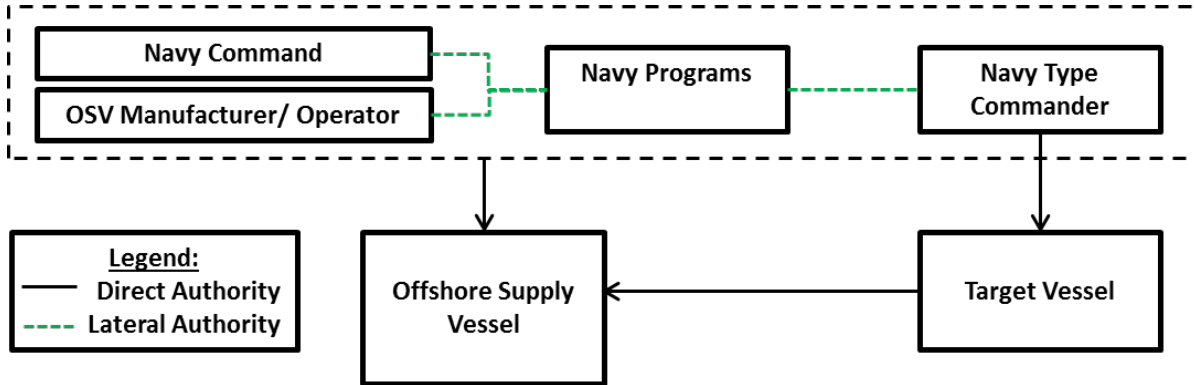 Navy Command
OSV Manufacturer/ Operator
Navy Programs
Navy Type
Commander
Legend:
Direct Authority
Lateral Authority
Offshore Supply
Vessel
Target Vessel